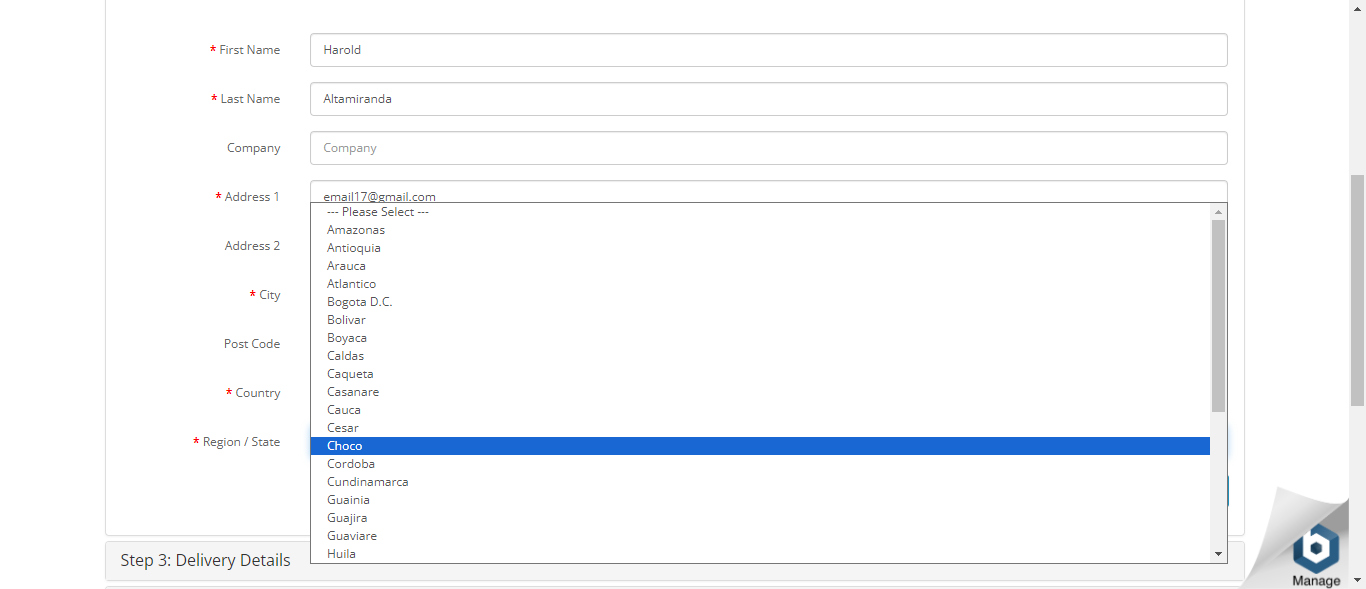 * First Name Harold
* Last Name Altamiranda
Company Company
* Address 1 email17@gmail.com
Address 2
* City
Post Code
* Country
* Region / State
--- Please Select ---
Amazonas
Antioquia
Arauca
Atlantico
Bogota D.C.
Bolivar
Boyaca
Caldas
Caqueta
Casanare
Cauca
Cesar
Choco
Cordoba
Cundinamarca
Guainia
Guajira
Guaviare
Huila
Step 3: Delivery Details
b
Manage